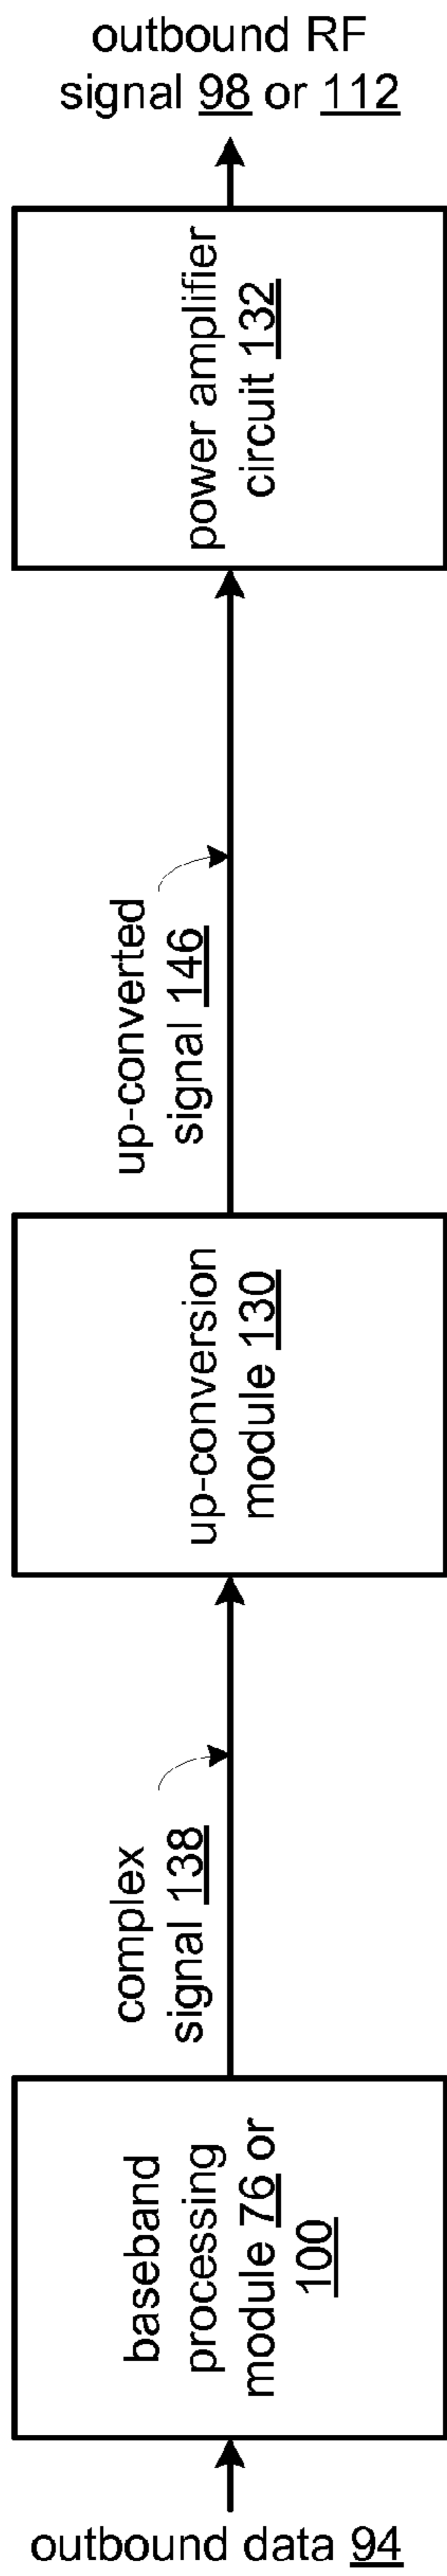 outbound RF
signal 98 or 112
power amplifier
circuit 132
up-converted
signal 146
up-conversion
module 130
complex
signal 138
baseband
processing
module 76 or
100
outbound data 94